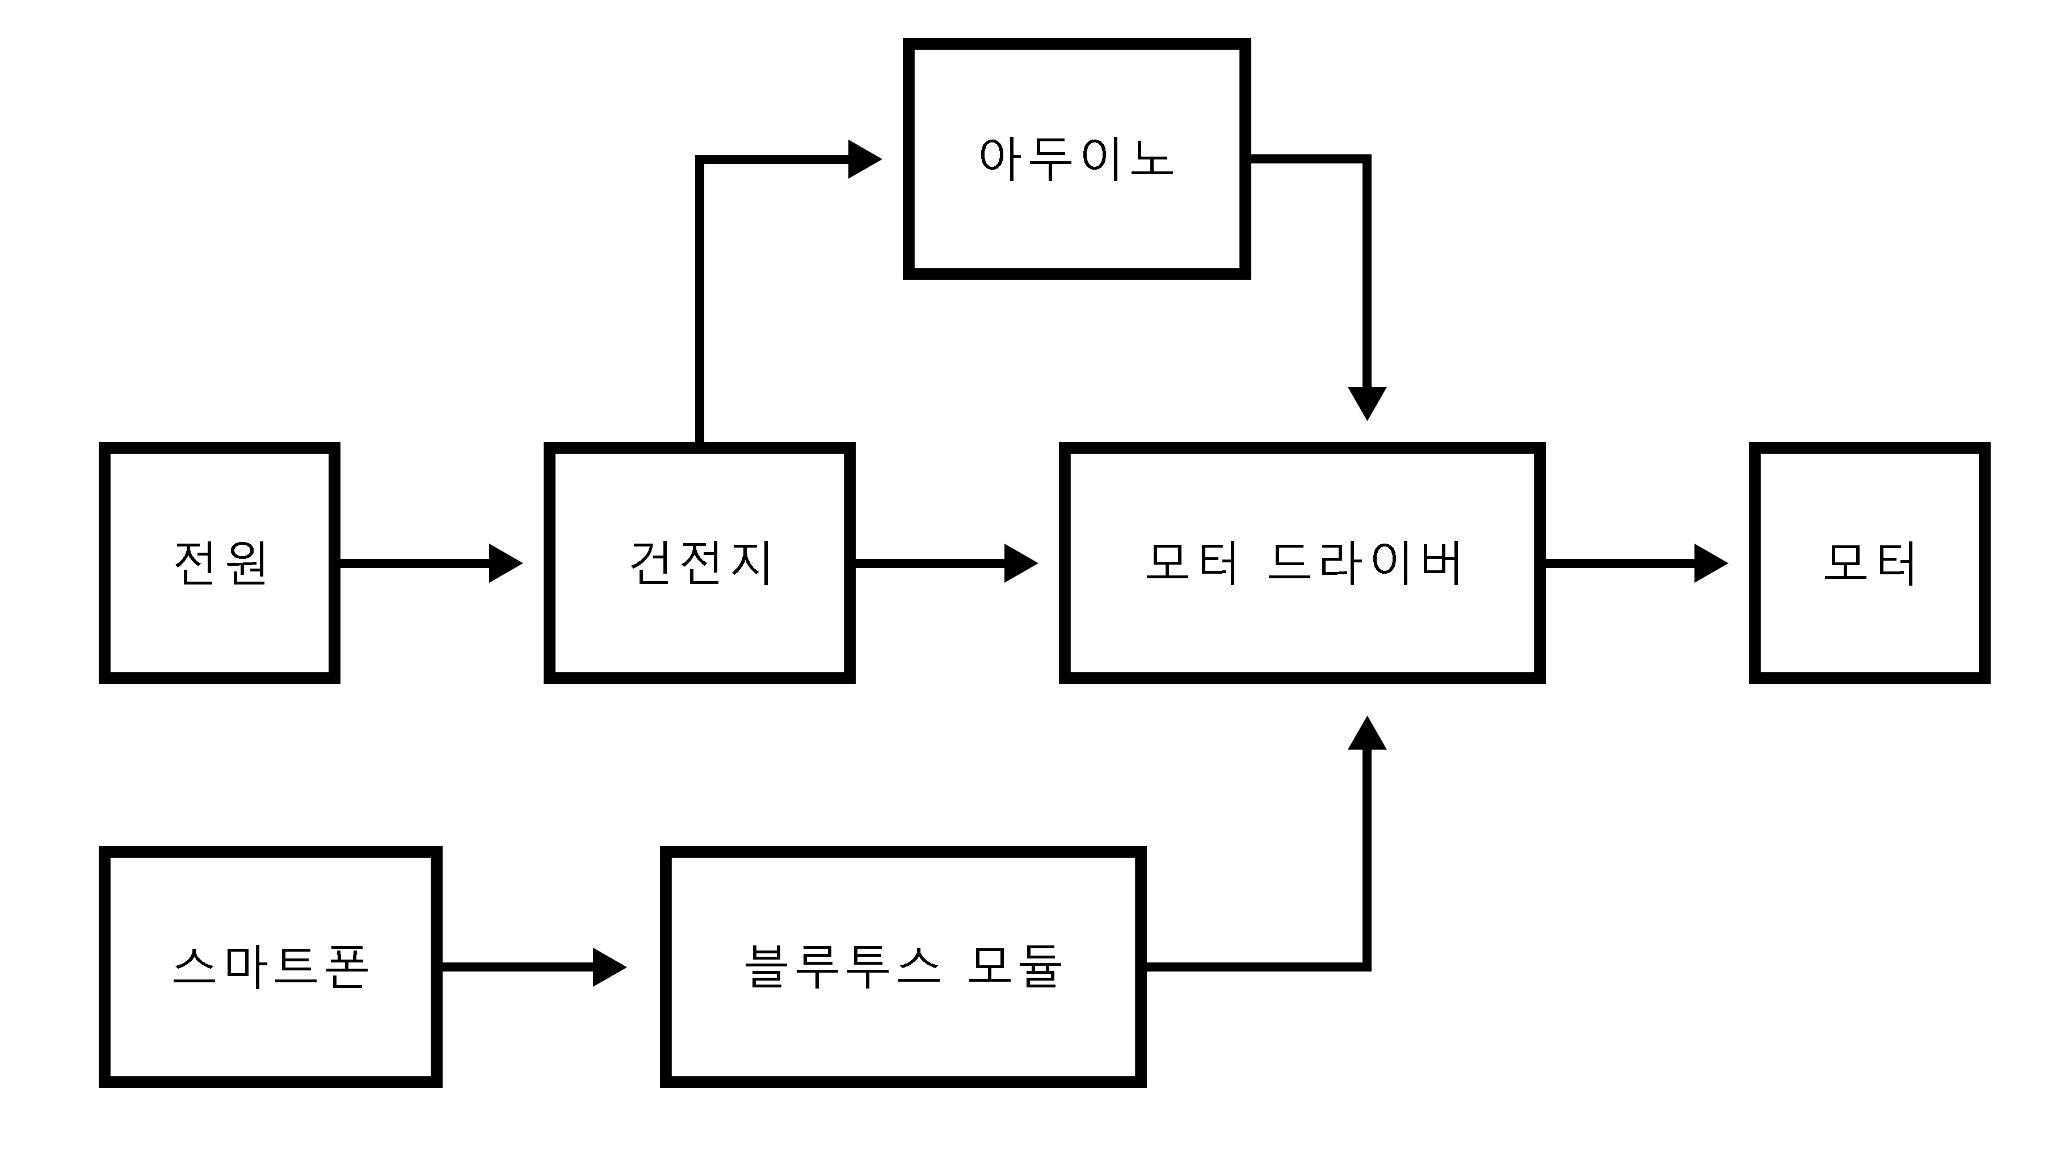 아두이노
전원
건전지
모터 드라이버
모터
스마트폰
블루투스 모듈